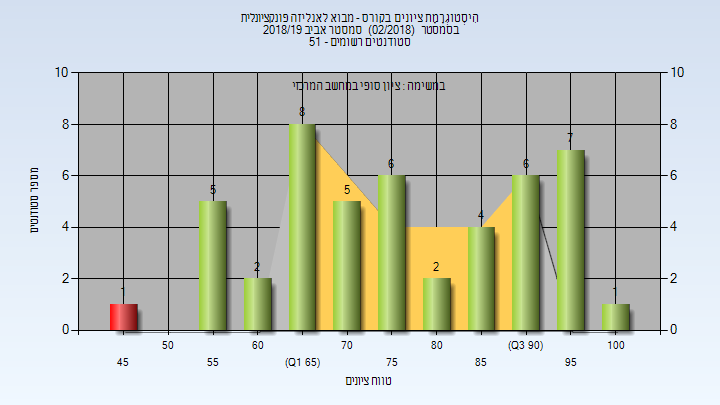 היסטוגרמת ציונים בקורס - מבוא לאנליזה פונקציונלית
בסמסטר (02/2018) סמסטר אביב 2018/19
סטודנטים רשומים - 51
במשימה : ציון סופי במחשב המרכזי
10 10
8 8
6 6
4 4
2 2
0 0
מספר סטודנטים
1 5 2 8 5 6 2 4 6 7 1
50 60 70 80 (Q3 90) 100
45 55 (Q1 65) 75 85 95
טווח ציונים